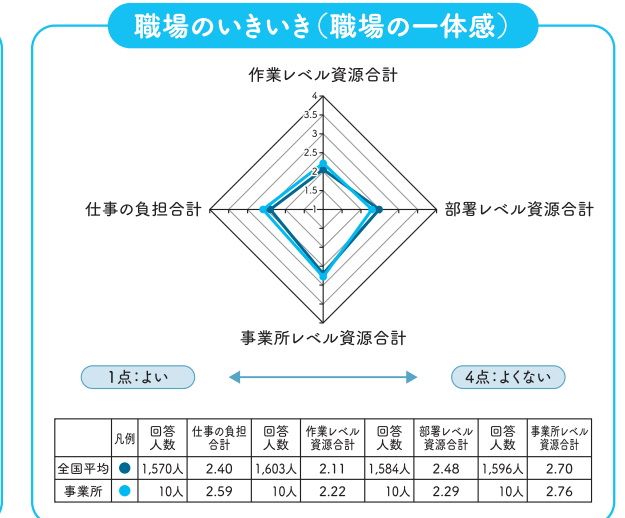 職場のいきいき(職場の一体感)
作業レベル資源合計
4
3.5
3
2.5
2
1.5
1
仕事の負担合計
部署レベル資源合計
事業所レベル資源合計
1点:よい
4点:よくない
凡例 回答人数 仕事の負担合計 回答人数 作業レベル資源合計 回答人数 部署レベル資源合計 回答人数 事業所レベル資源合計
全国平均 1,570人 2.40 1,603人 2.11 1,584人 2.48 1,596人 2.70
事業所 10人 2.59 10人 2.22 10人 2.29 10人 2.76